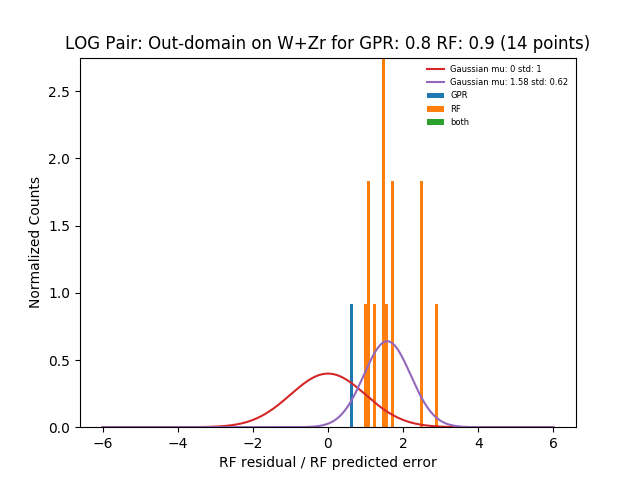 LOG Pair: Out-domain on W+Zr for GPR: 0.8 RF: 0.9 (14 points)
Gaussian mu: 0 std: 1
Gaussian mu: 1.58 std: 0.62
GPR
RF
both
Normalized Counts
2.5
2.0
1.5
1.0
0.5
0.0
−6 −4 −2 0 2 4 6
RF residual / RF predicted error